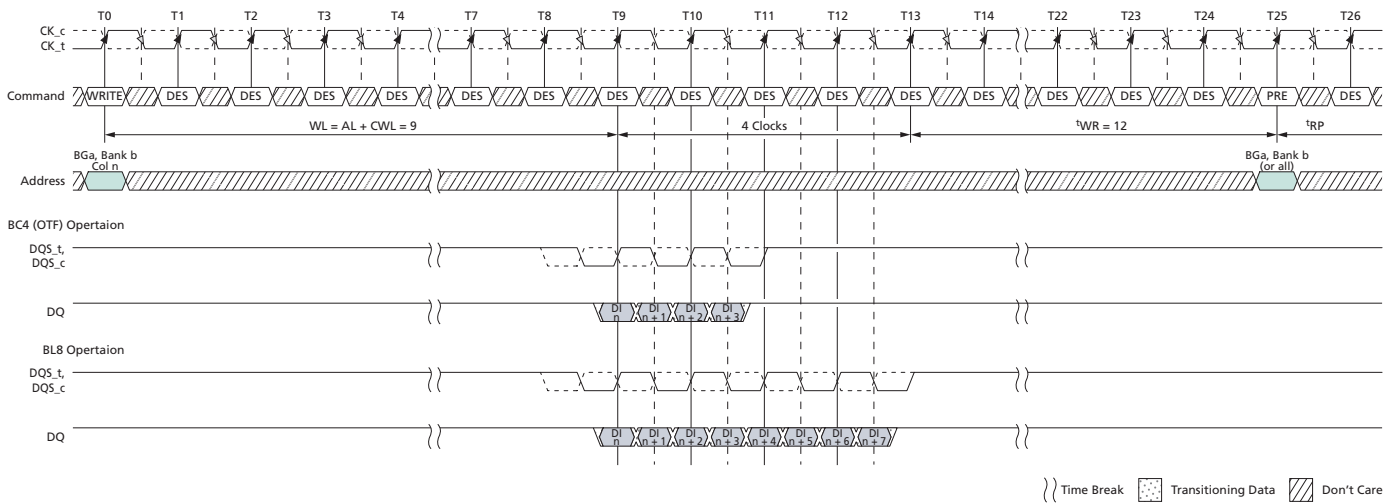 T0 T1 T2 T3 T4 T7 T8 T9 T10 T11 T12 T13 T14 T22 T23 T24 T25 T26
CK_c
CK_t
Command WRITE DES DES DES DES DES DES DES DES DES DES DES DES DES DES DES PRE DES
WL = AL + CWL = 9 4 Clocks tWR = 12 tRP
BGa, Bank b
Col n
BGa, Bank b
(or all)
Address
BC4 (OTF) Opertaion
DQS_t,
DQS_c
DQ DI n DI n + 1 DI n + 2 DI n + 3
BL8 Opertaion
DQS_t,
DQS_c
DQ DI n DI n + 1 DI n + 2 DI n + 3 DI n + 4 DI n + 5 DI n + 6 DI n + 7
Time Break Transitioning Data Don't Care